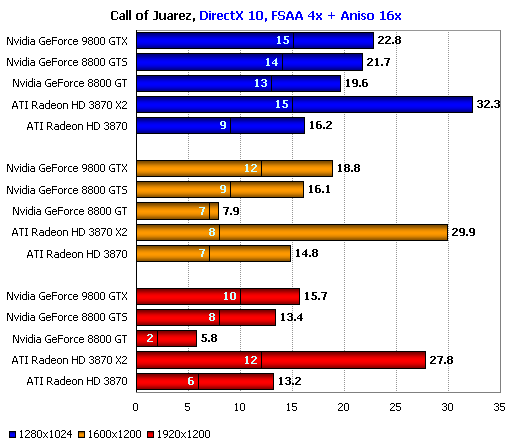 Call of Juarez, DirectX 10, FSAA 4x + Aniso 16x
Nvidia GeForce 9800 GTX 15 22.8
Nvidia GeForce 8800 GTS 14 21.7
Nvidia GeForce 8800 GT 13 19.6
ATI Radeon HD 3870 X2 15 32.3
ATI Radeon HD 3870 9 16.2
Nvidia GeForce 9800 GTX 12 18.8
Nvidia GeForce 8800 GTS 9 16.1
Nvidia GeForce 8800 GT 7 7.9
ATI Radeon HD 3870 X2 8 29.9
ATI Radeon HD 3870 7 14.8
Nvidia GeForce 9800 GTX 10 15.7
Nvidia GeForce 8800 GTS 8 13.4
Nvidia GeForce 8800 GT 2 5.8
ATI Radeon HD 3870 X2 12 27.8
ATI Radeon HD 3870 6 13.2
0 5 10 15 20 25 30 35
1280x1024 1600x1200 1920x1200